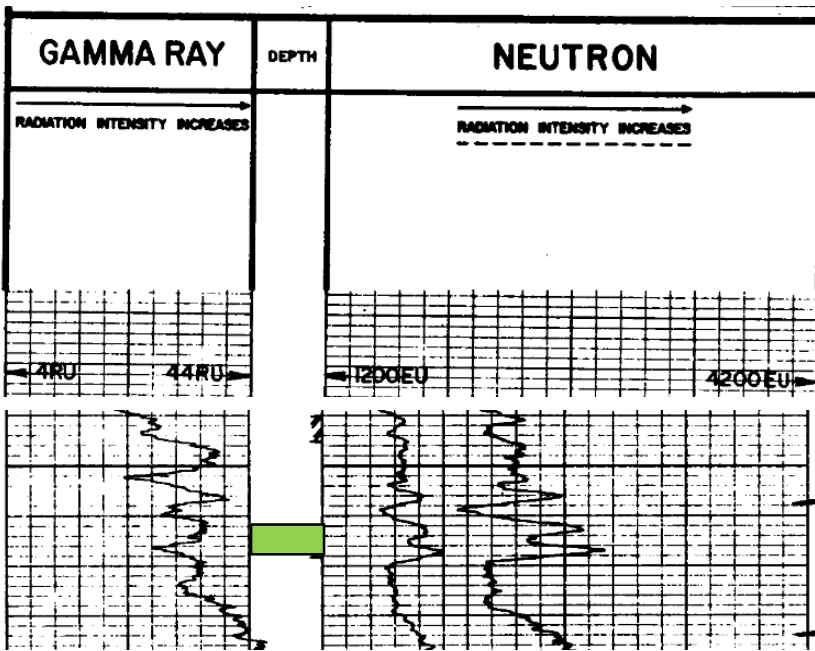 GAMMA RAY
DEPTH
NEUTRON
RADIATION INTENSITY INCREASES
RADIATION INTENSITY INCREASES
4RU
44RU
1200EU
4200EU